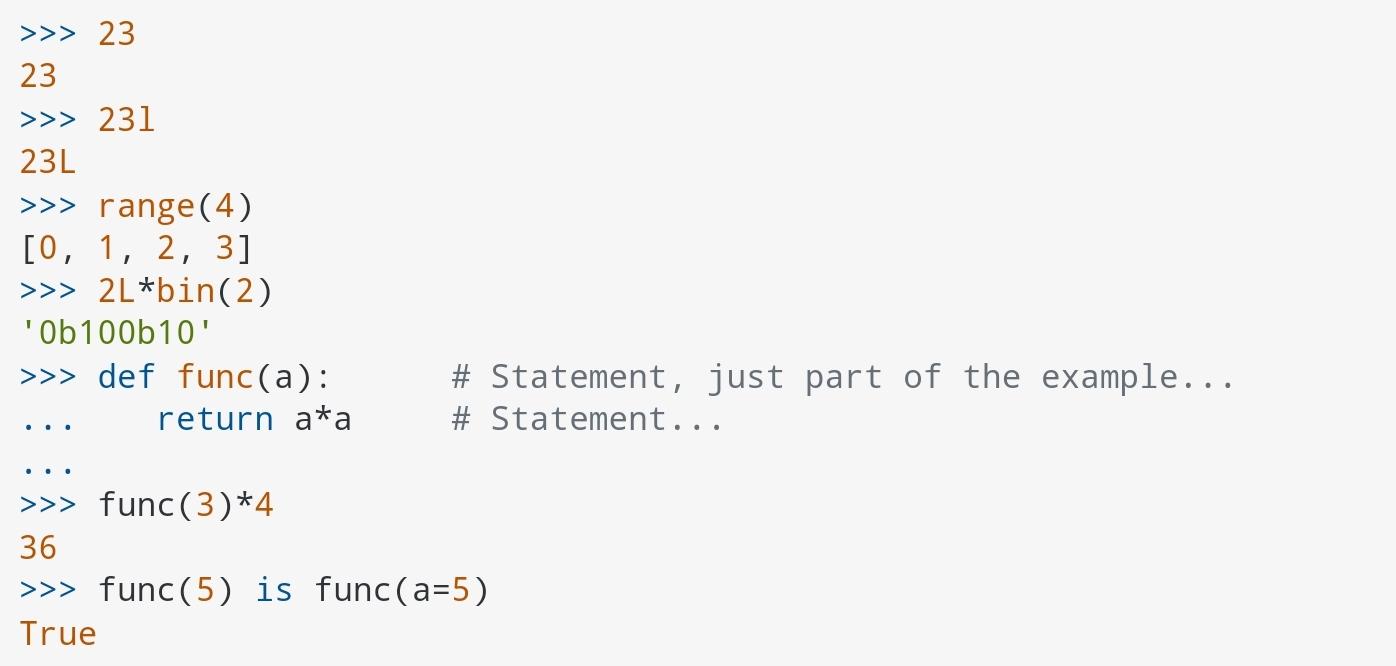 >>> 23
23
>>> 23l
23L
>>> range(4)
[0, 1, 2, 3]
>>> 2L*bin(2)
'0b100b10'
>>> def func(a):      # Statement, just part of the example...
...    return a*a     # Statement...
...
>>> func(3)*4
36
>>> func(5) is func(a=5)
True